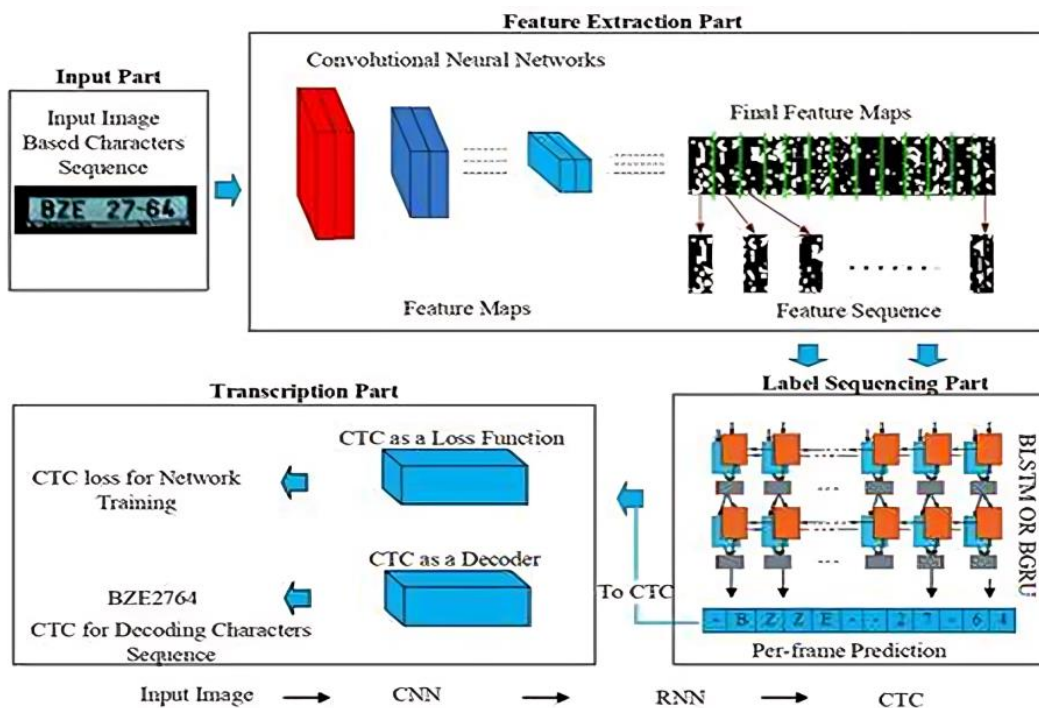 Feature Extraction Part
Convolutional Neural Networks
Final Feature Maps
Feature Maps
Feature Sequence
Input Part
Input Image
Based Characters
Sequence
BZE 27-64
Transcription Part
CTC as a Loss Function
CTC loss for Network
Training
CTC as a Decoder
BZE2764
CTC for Decoding Characters
Sequence
To CTC
Label Sequencing Part
BLSTM OR BGRU
- B Z Z E - - 2 7 - 6 4
Per-frame Prediction
Input Image CNN RNN CTC